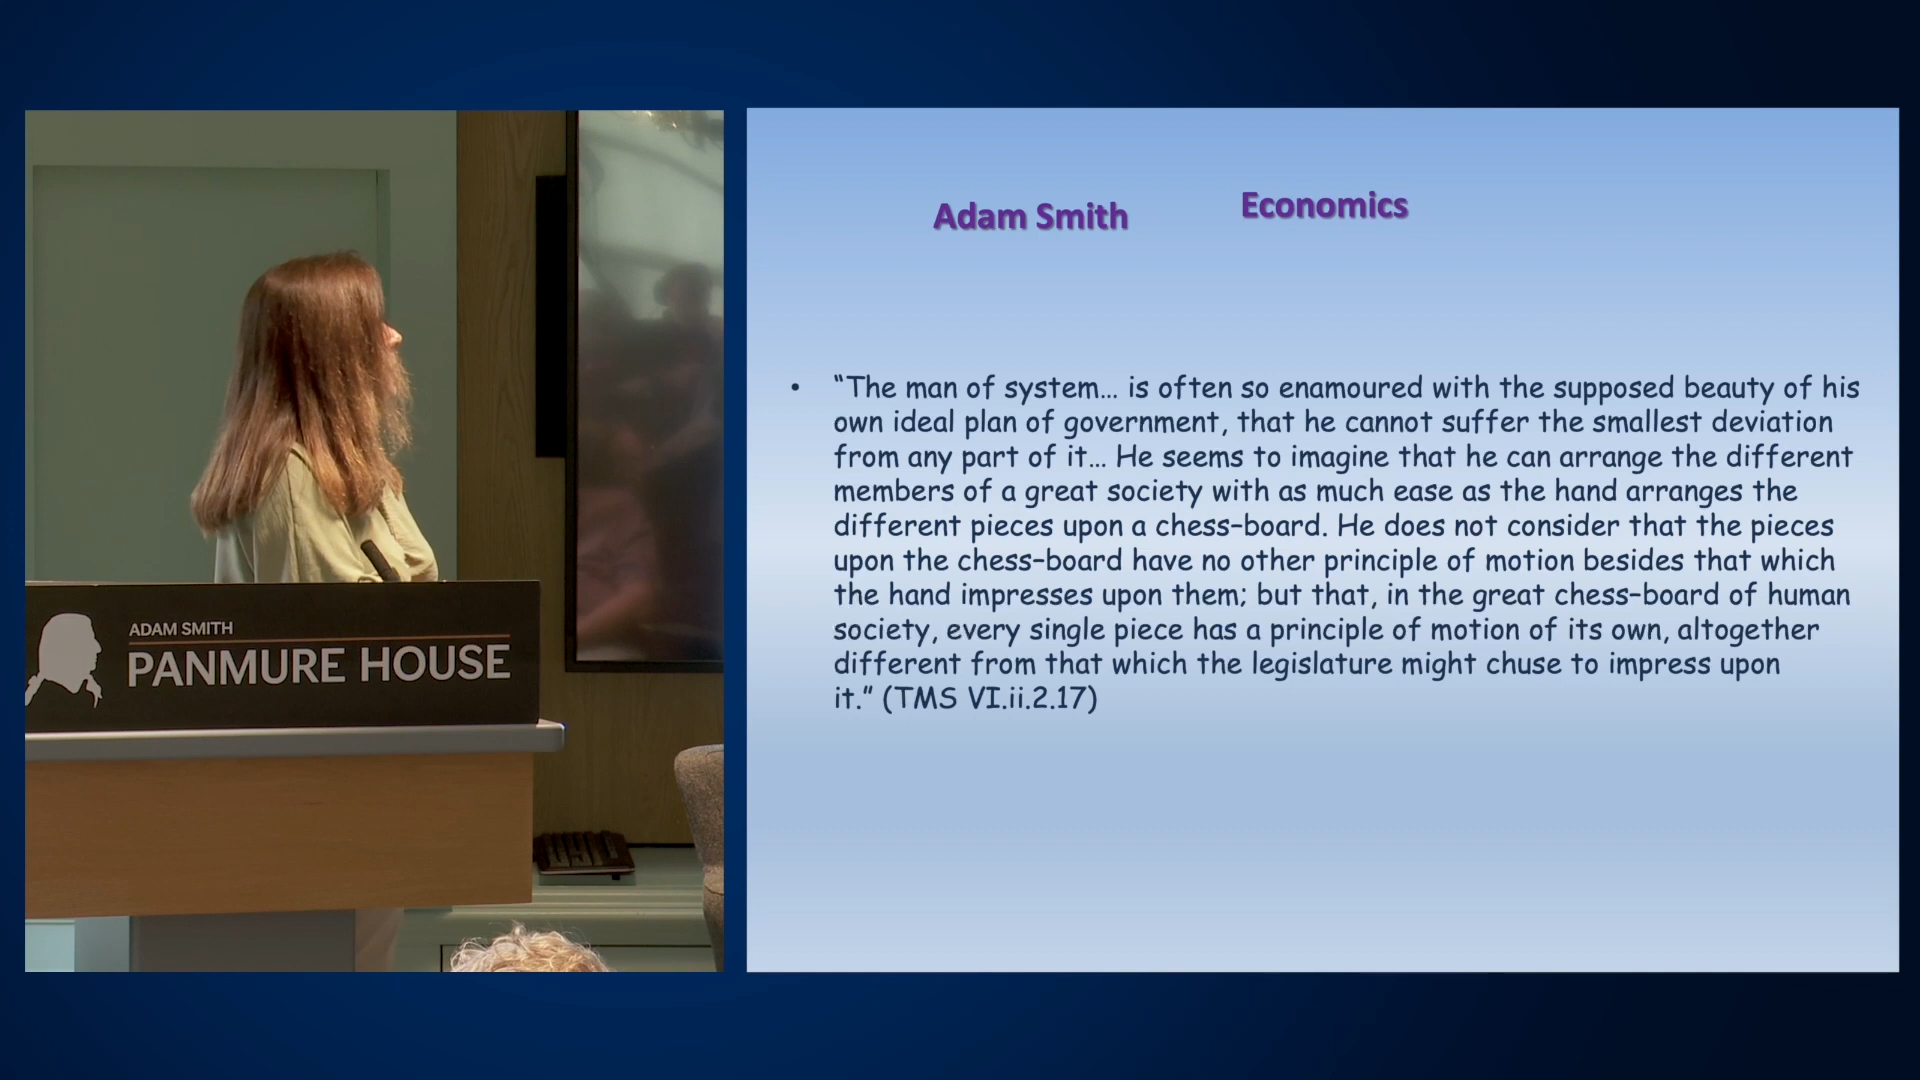 ADAM SMITH
PANMURE HOUSE
Adam Smith
Economics
• “The man of system... is often so enamoured with the supposed beauty of his
own ideal plan of government, that he cannot suffer the smallest deviation
from any part of it... He seems to imagine that he can arrange the different
members of a great society with as much ease as the hand arranges the
different pieces upon a chess-board. He does not consider that the pieces
upon the chess-board have no other principle of motion besides that which
the hand impresses upon them; but that, in the great chess-board of human
society, every single piece has a principle of motion of its own, altogether
different from that which the legislature might chuse to impress upon
it.” (TMS VI.ii.2.17)